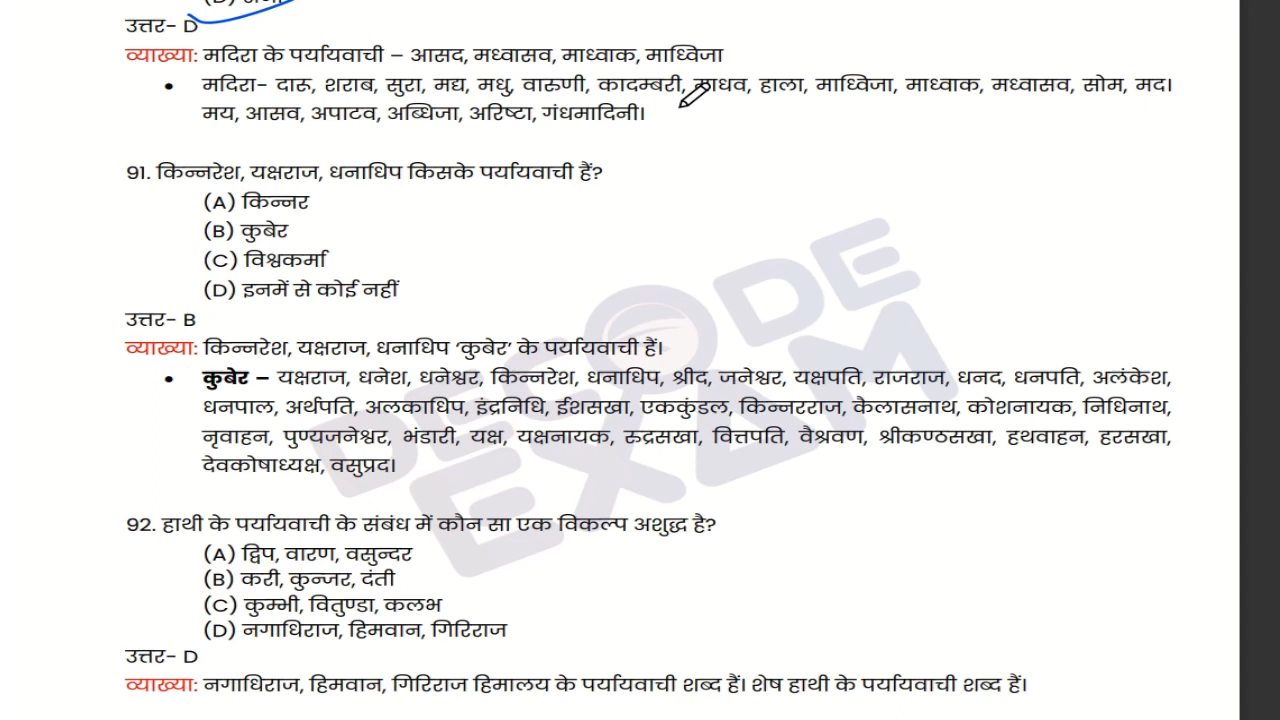 उत्तर- D
व्याख्या: मदिरा के पर्यायवाची – आसद, मध्वासव, माध्वाक, माध्विजा
• मदिरा- दारू, शराब, सुरा, मद्य, मधु, वारुणी, कादम्बरी, माधव, हाला, माध्विजा, माध्वाक, मध्वासव, सोम, मद।
मय, आसव, अपाटव, अब्धिजा, अरिष्टा, गंधमादिनी।
91. किन्नरेश, यक्षराज, धनाधिप किसके पर्यायवाची हैं?
(A) किन्नर
(B) कुबेर
(C) विश्वकर्मा
(D) इनमें से कोई नहीं
उत्तर- B
व्याख्या: किन्नरेश, यक्षराज, धनाधिप ‘कुबेर’ के पर्यायवाची हैं।
• कुबेर – यक्षराज, धनेश, धनेश्वर, किन्नरेश, धनाधिप, श्रीद, जनेश्वर, यक्षपति, राजराज, धनद, धनपति, अलंकेश,
धनपाल, अर्थपति, अलकाधिप, इंद्रनिधि, ईशसखा, एककुंडल, किन्नरराज, कैलासनाथ, कोशनायक, निधिनाथ,
नृवाहन, पुण्यजनेश्वर, भंडारी, यक्ष, यक्षनायक, रुद्रसखा, वित्तपति, वैश्रवण, श्रीकण्ठसखा, हथवाहन, हरसखा,
देवकोषाध्यक्ष, वसुप्रद।
92. हाथी के पर्यायवाची के संबंध में कौन सा एक विकल्प अशुद्ध है?
(A) द्विप, वारण, वसुन्दर
(B) करी, कुन्जर, दंती
(C) कुम्भी, वितुण्डा, कलभ
(D) नगाधिराज, हिमवान, गिरिराज
उत्तर- D
व्याख्या: नगाधिराज, हिमवान, गिरिराज हिमालय के पर्यायवाची शब्द हैं। शेष हाथी के पर्यायवाची शब्द हैं।
DECODE
EXAM